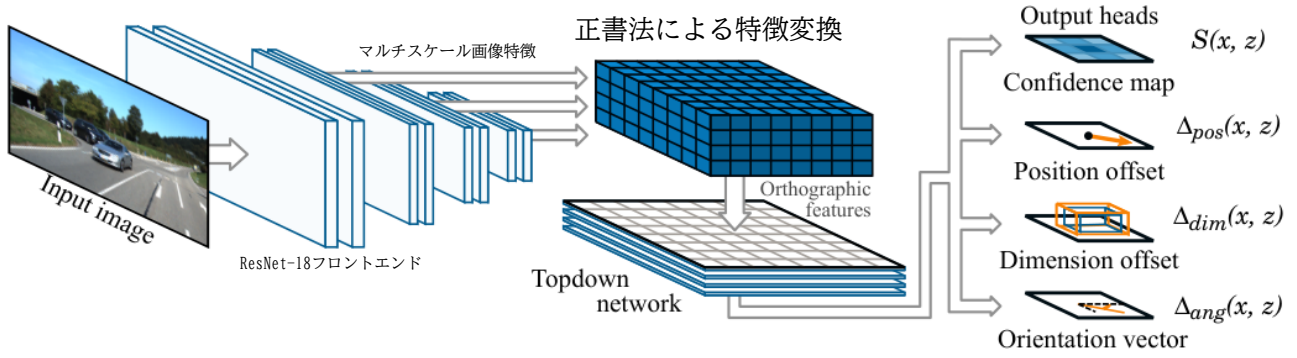 Input image
ResNet-18フロントエンド
マルチスケール画像特徴
正書法による特徴変換
Orthographic
features
Topdown
network
Output heads
S(x, z)
Confidence map
Δpos(x, z)
Position offset
Δdim(x, z)
Dimension offset
Δang(x, z)
Orientation vector